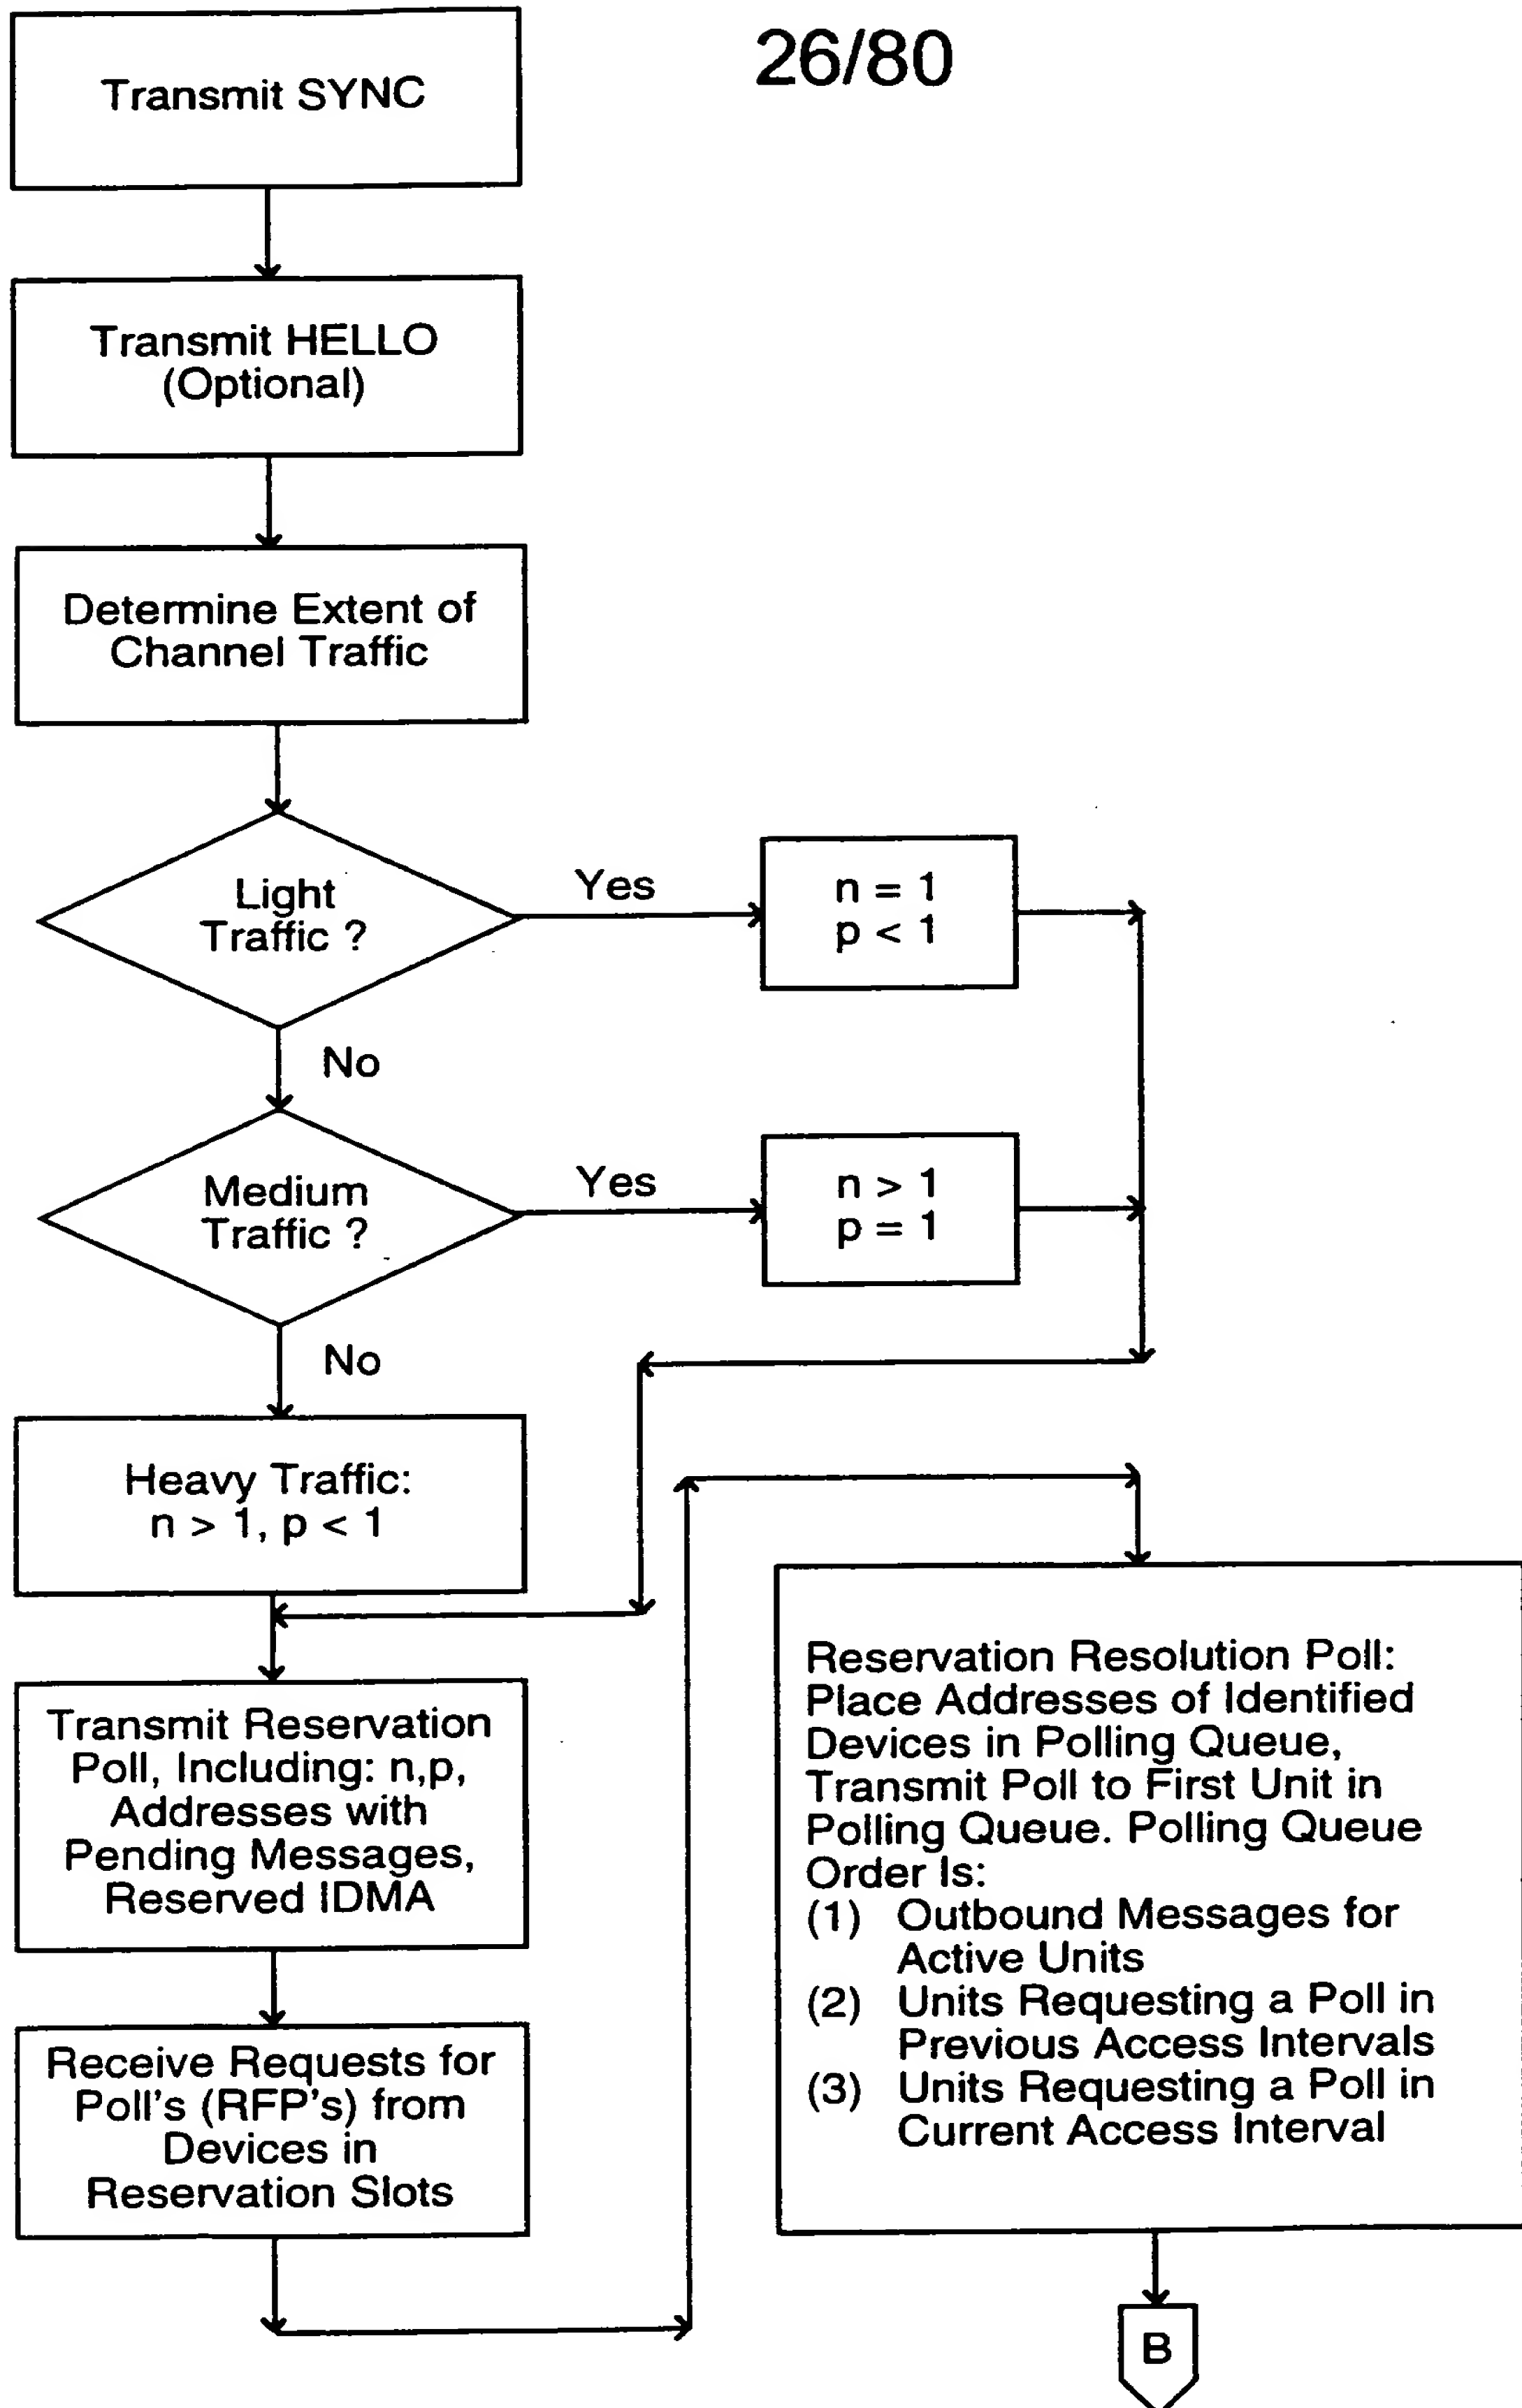 26/80
Transmit SYNC
Transmit HELLO
(Optional)
Determine Extent of
Channel Traffic
Light
Traffic ?
Yes
n = 1
p < 1
No
Medium
Traffic ?
Yes
n > 1
p = 1
No
Heavy Traffic:
n > 1, p < 1
Transmit Reservation
Poll, Including: n,p,
Addresses with
Pending Messages,
Reserved IDMA
Receive Requests for
Poll's (RFP's) from
Devices in
Reservation Slots
Reservation Resolution Poll:
Place Addresses of Identified
Devices in Polling Queue,
Transmit Poll to First Unit in
Polling Queue. Polling Queue
Order Is:
(1) Outbound Messages for
Active Units
(2) Units Requesting a Poll in
Previous Access Intervals
(3) Units Requesting a Poll in
Current Access Interval
B